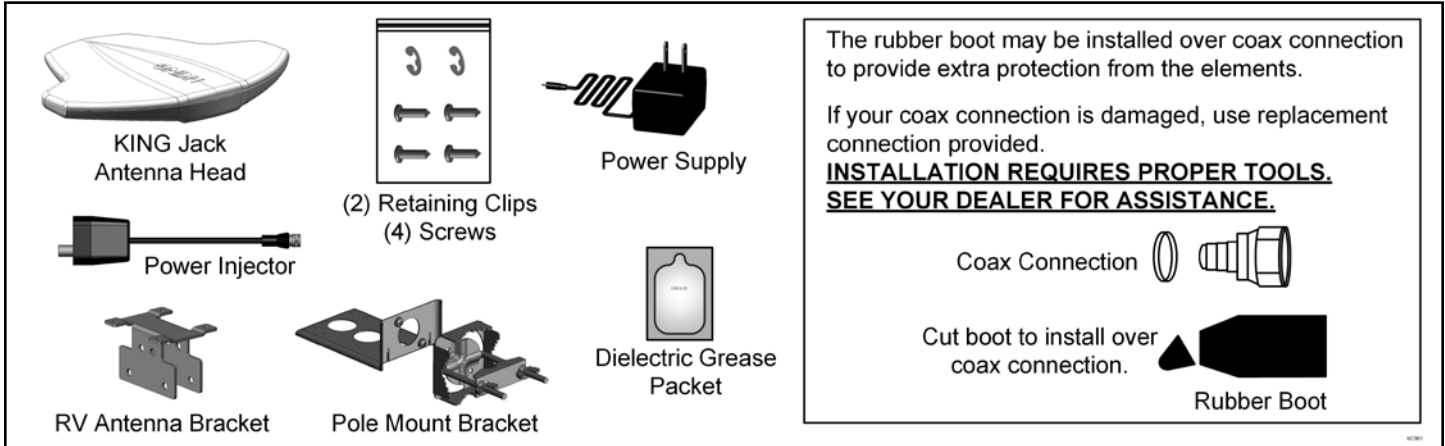 KING
KING Jack
Antenna Head
(2) Retaining Clips
(4) Screws
Power Supply
Power Injector
GREASE
Dielectric Grease
Packet
RV Antenna Bracket
Pole Mount Bracket
The rubber boot may be installed over coax connection
to provide extra protection from the elements.
If your coax connection is damaged, use replacement
connection provided.
INSTALLATION REQUIRES PROPER TOOLS.
SEE YOUR DEALER FOR ASSISTANCE.
Coax Connection
Cut boot to install over
coax connection.
Rubber Boot